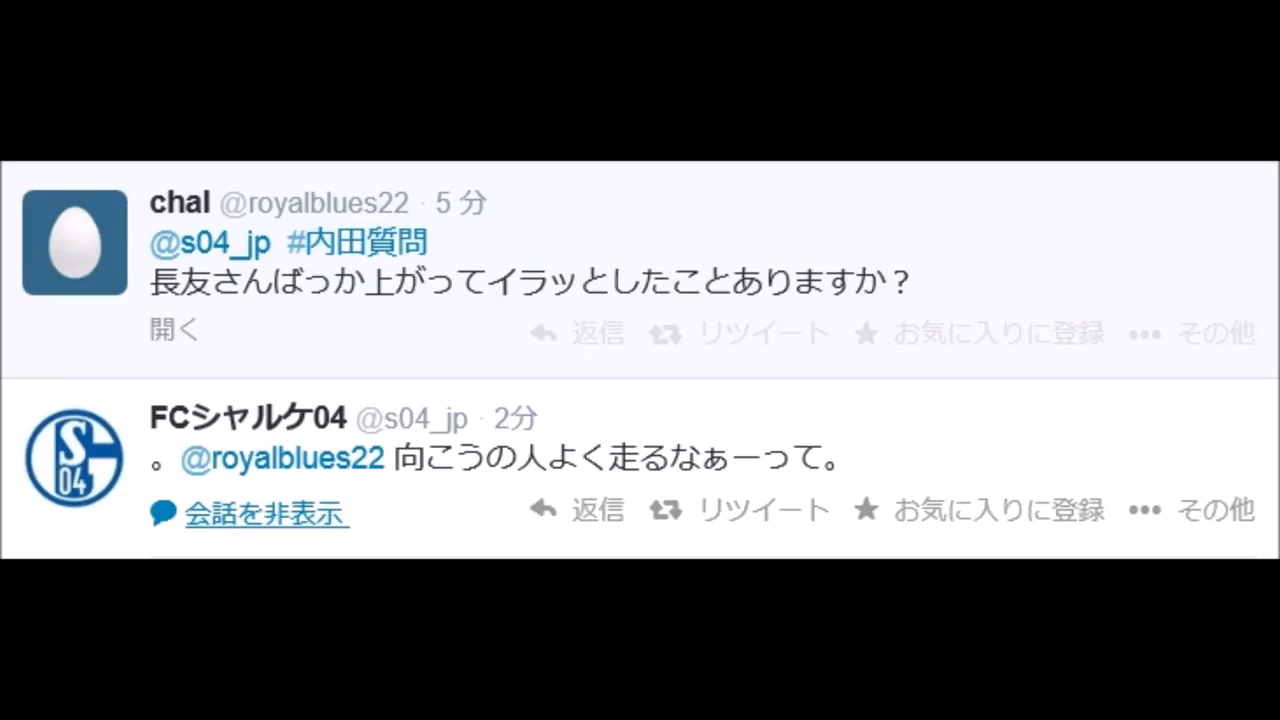 chal @royalblues22 · 5 分
@s04_jp #内田質問
長友さんばっか上がってイラッとしたことありますか？
開く 返信 リツイート お気に入りに登録 その他
S
04
FCシャルケ04 @s04_jp · 2分
。@royalblues22 向こうの人よく走るなぁーって。
会話を非表示 返信 リツイート お気に入りに登録 その他